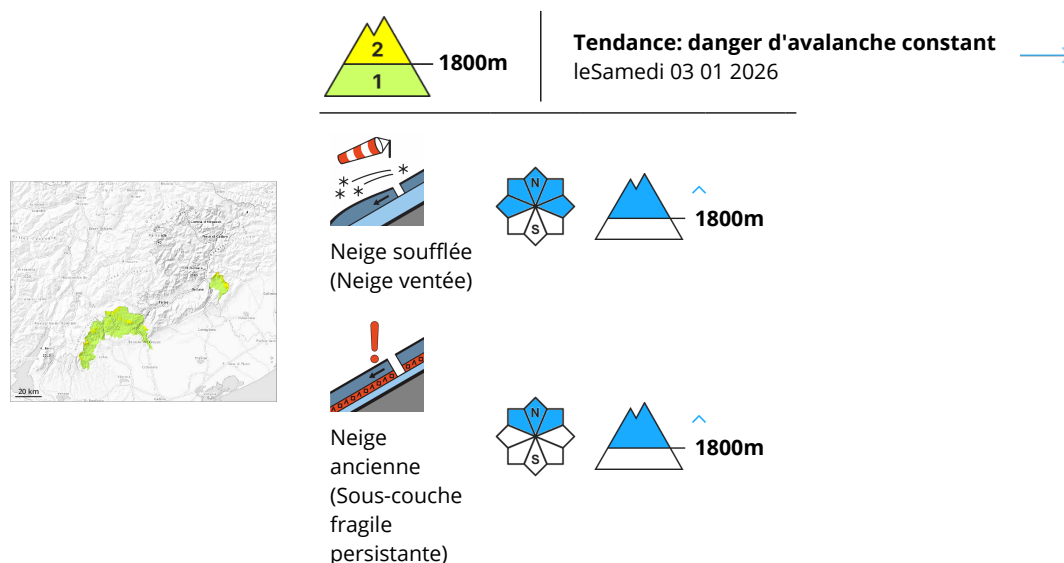 2
1
1800m
Tendance: danger d'avalanche constant
leSamedi 03 01 2026
N
S
1800m
Neige soufflée
(Neige ventée)
20 km
N
S
1800m
Neige
ancienne
(Sous-couche
fragile
persistante)